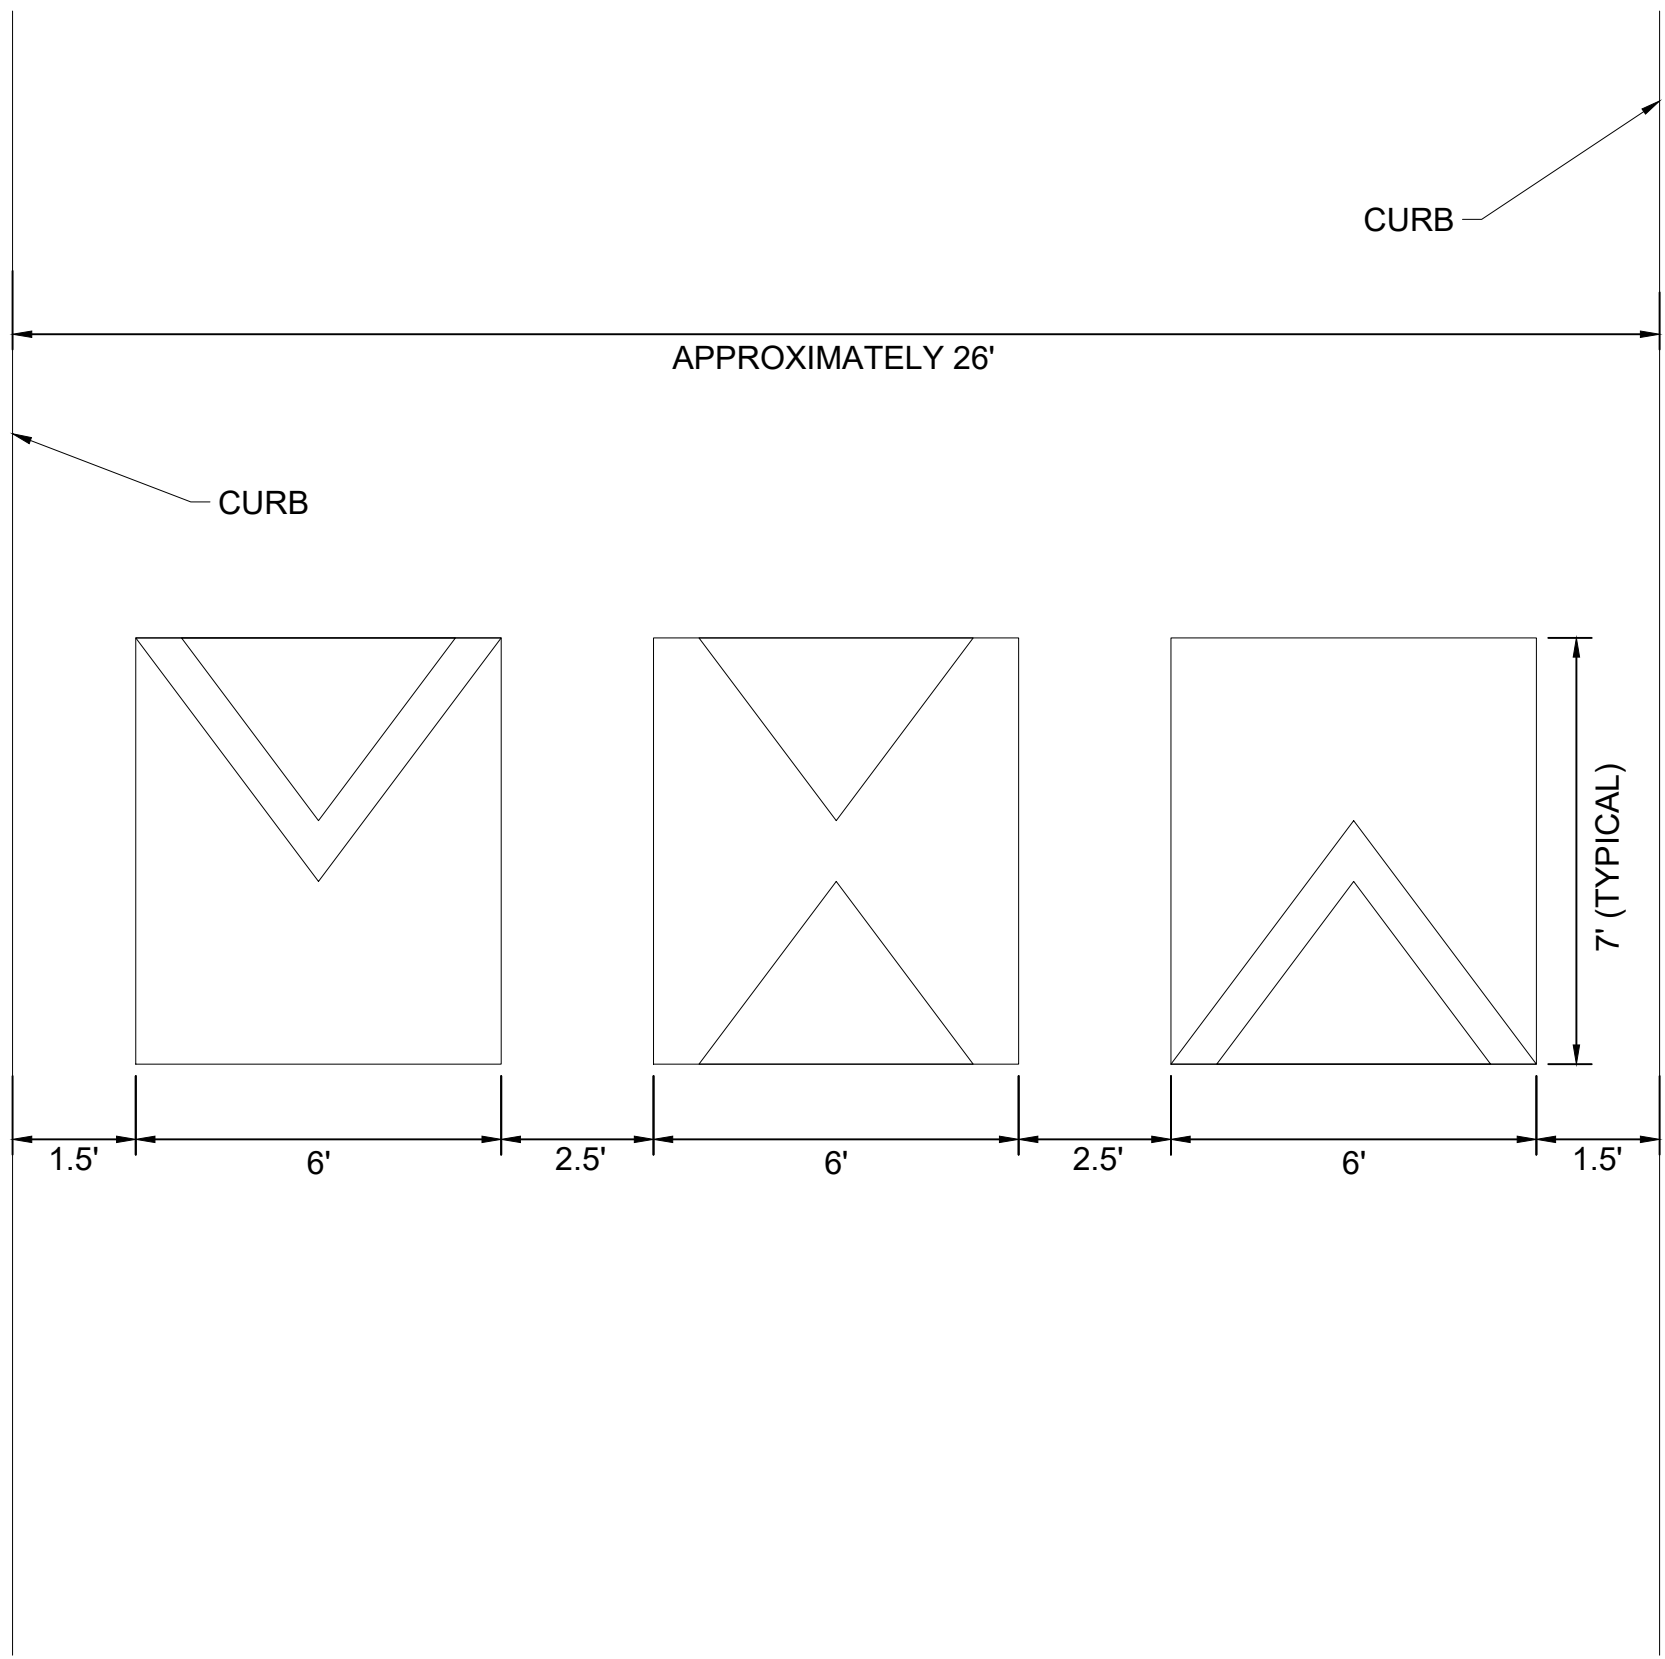 CURB
APPROXIMATELY 26'
CURB
7' (TYPICAL)
1.5'
6'
2.5'
6'
2.5'
6'
1.5'